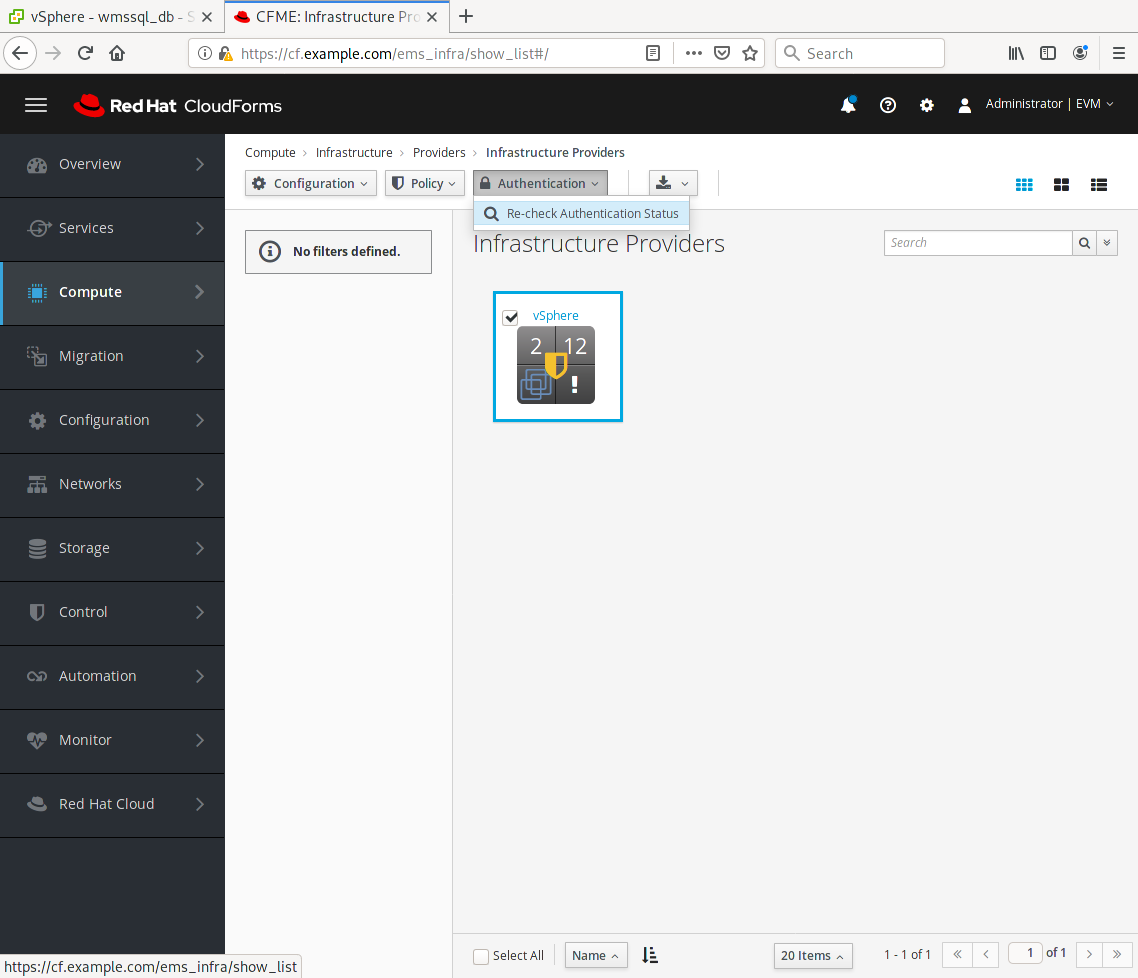 vSphere - wmssql_db - S
CFME: Infrastructure Pro
https://cf.example.com/ems_infra/show_list#/
Search
Red Hat CloudForms
Administrator | EVM
Overview
Services
Compute
Migration
Configuration
Networks
Storage
Control
Automation
Monitor
Red Hat Cloud
Compute > Infrastructure > Providers > Infrastructure Providers
Configuration
Policy
Authentication
Re-check Authentication Status
No filters defined.
Infrastructure Providers
Search
vSphere
2 12
!
Select All
Name
20 Items
1 - 1 of 1
« < 1 of 1 > »
https://cf.example.com/ems_infra/show_list